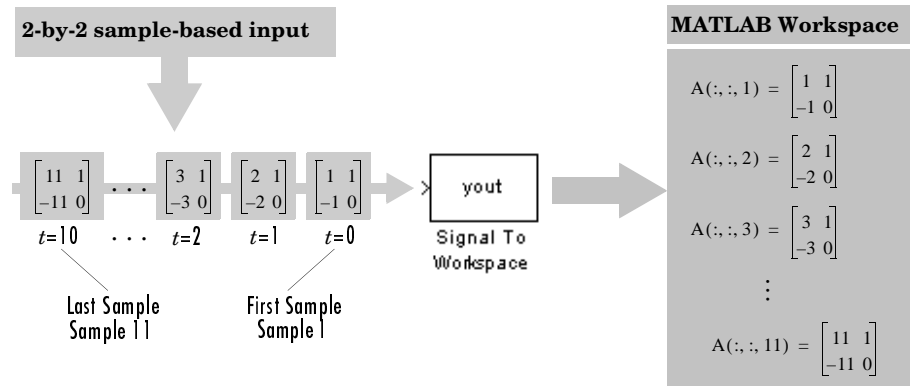 2-by-2 sample-based input
[11 1
−11 0] · · · [3 1
−3 0] [2 1
−2 0] [1 1
−1 0]
t=10 · · · t=2 t=1 t=0
Last Sample
Sample 11
First Sample
Sample 1
yout
Signal To
Workspace
MATLAB Workspace
A(:, :, 1) = [1 1
−1 0]
A(:, :, 2) = [2 1
−2 0]
A(:, :, 3) = [3 1
−3 0]
⋮
A(:, :, 11) = [11 1
−11 0]